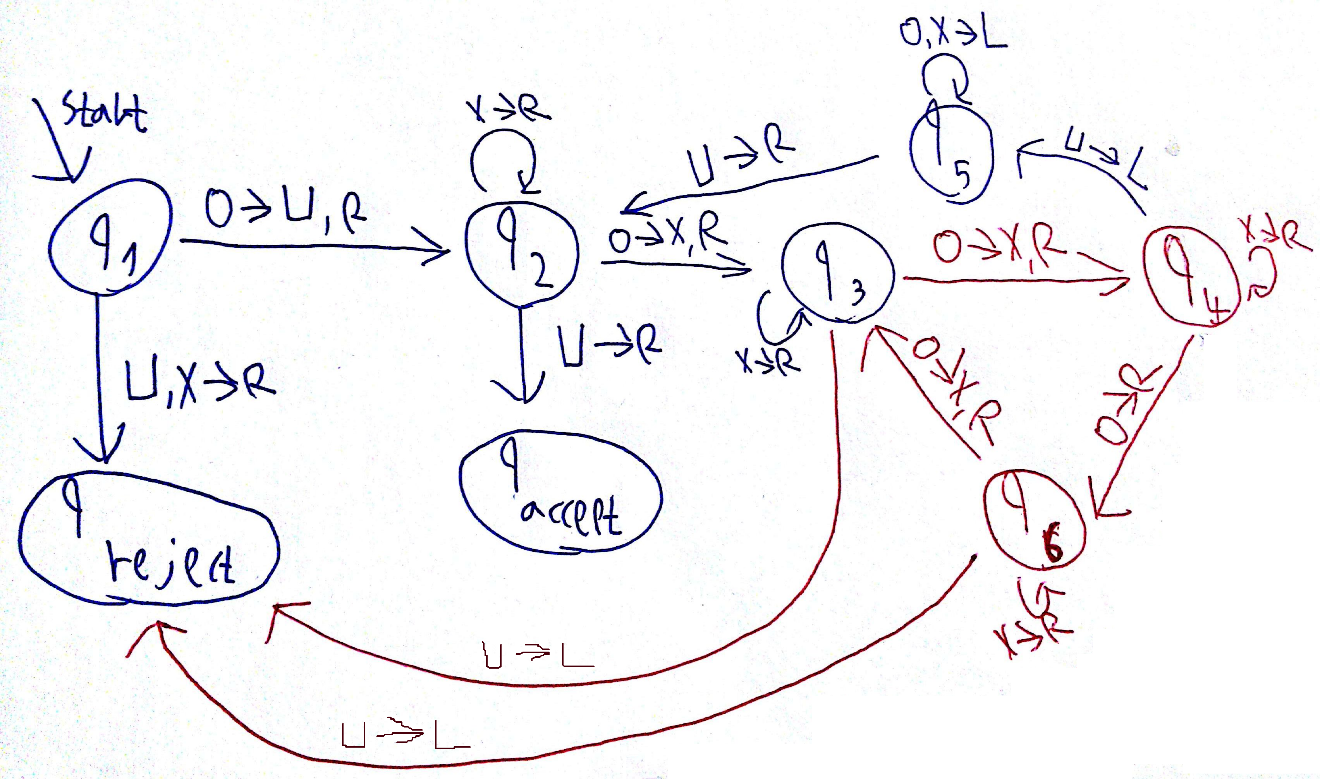 0,x→L
Start
x→R
⊔→R
q5
⊔→L
q1
0→⊔,R
q2
0→x,R
q3
0→x,R
q4
x→R
x→R
⊔,x→R
⊔→R
0→x,R
0→R
q reject
q accept
q6
x→R
⊔→L
⊔→L